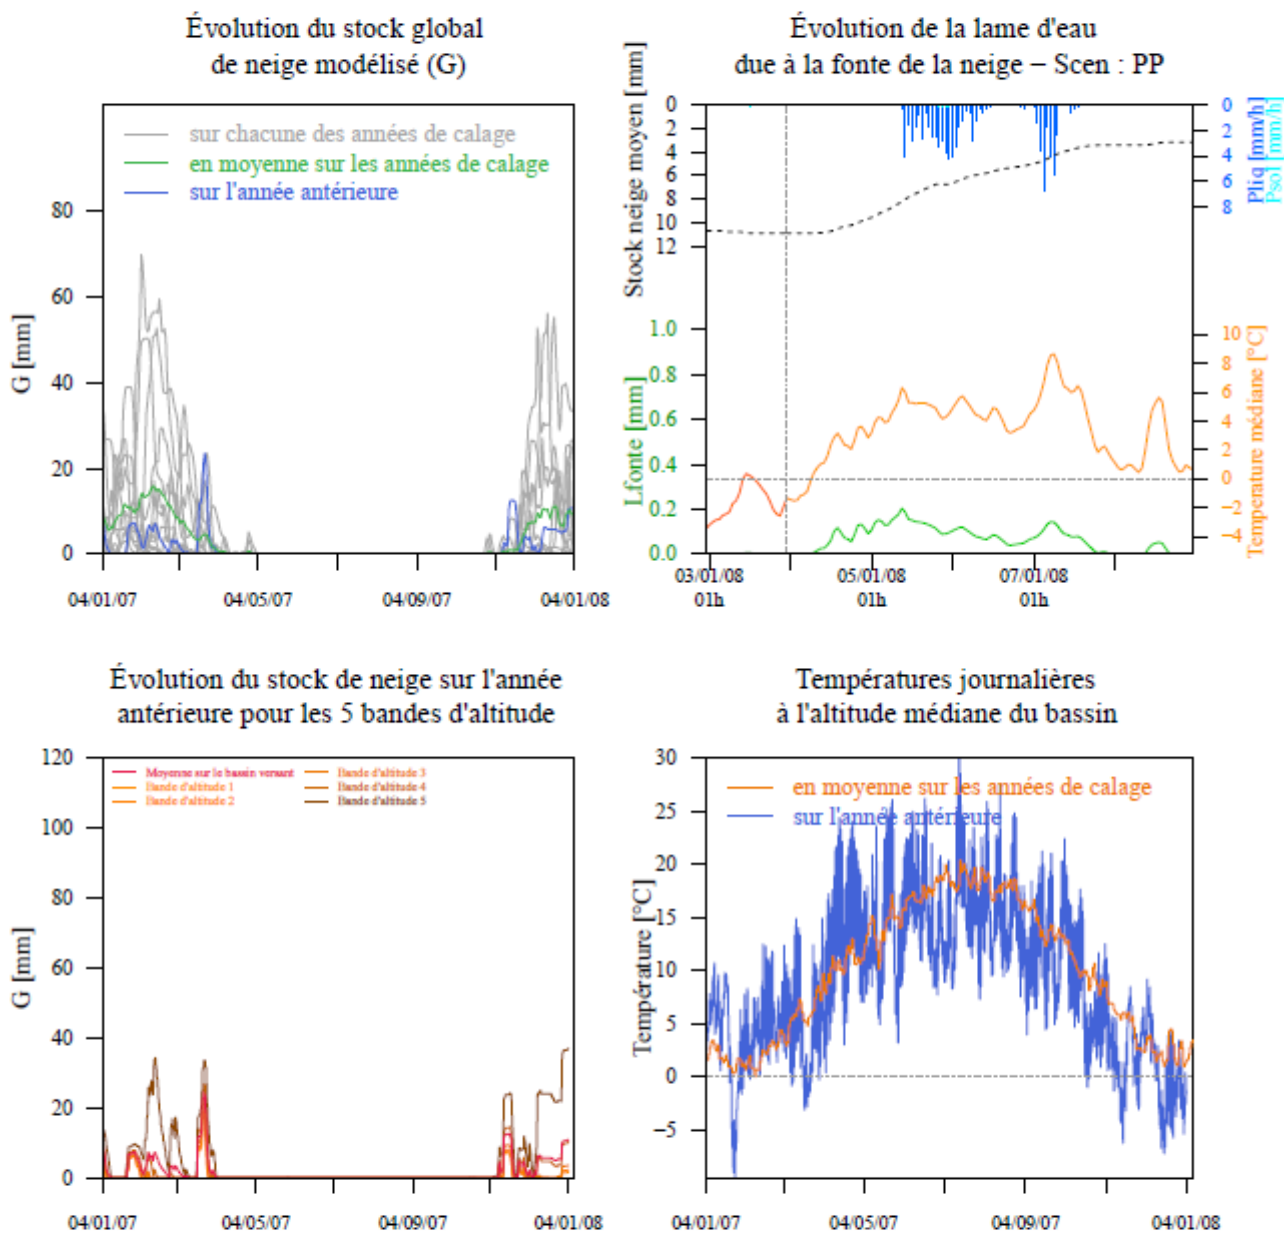 Évolution du stock global
de neige modélisé (G)
sur chacune des années de calage
en moyenne sur les années de calage
sur l'année antérieure
G [mm]
80
60
40
20
0
04/01/07
04/05/07
04/09/07
04/01/08
Évolution de la lame d'eau
due à la fonte de la neige − Scen : PP
Stock neige moyen [mm]
0
2
4
6
8
10
12
0
2
4
6
8
Pliq [mm/h]
Psol [mm/h]
Lfonte [mm]
1.0
0.8
0.6
0.4
0.2
0.0
10
8
6
4
2
0
−2
−4
Température médiane [°C]
03/01/08
01h
05/01/08
01h
07/01/08
01h
Évolution du stock de neige sur l'année
antérieure pour les 5 bandes d'altitude
Moyenne sur le bassin versant
Bande d'altitude 1
Bande d'altitude 2
Bande d'altitude 3
Bande d'altitude 4
Bande d'altitude 5
G [mm]
120
100
80
60
40
20
0
04/01/07
04/05/07
04/09/07
04/01/08
Températures journalières
à l'altitude médiane du bassin
en moyenne sur les années de calage
sur l'année antérieure
Température [°C]
30
25
20
15
10
5
0
−5
04/01/07
04/05/07
04/09/07
04/01/08